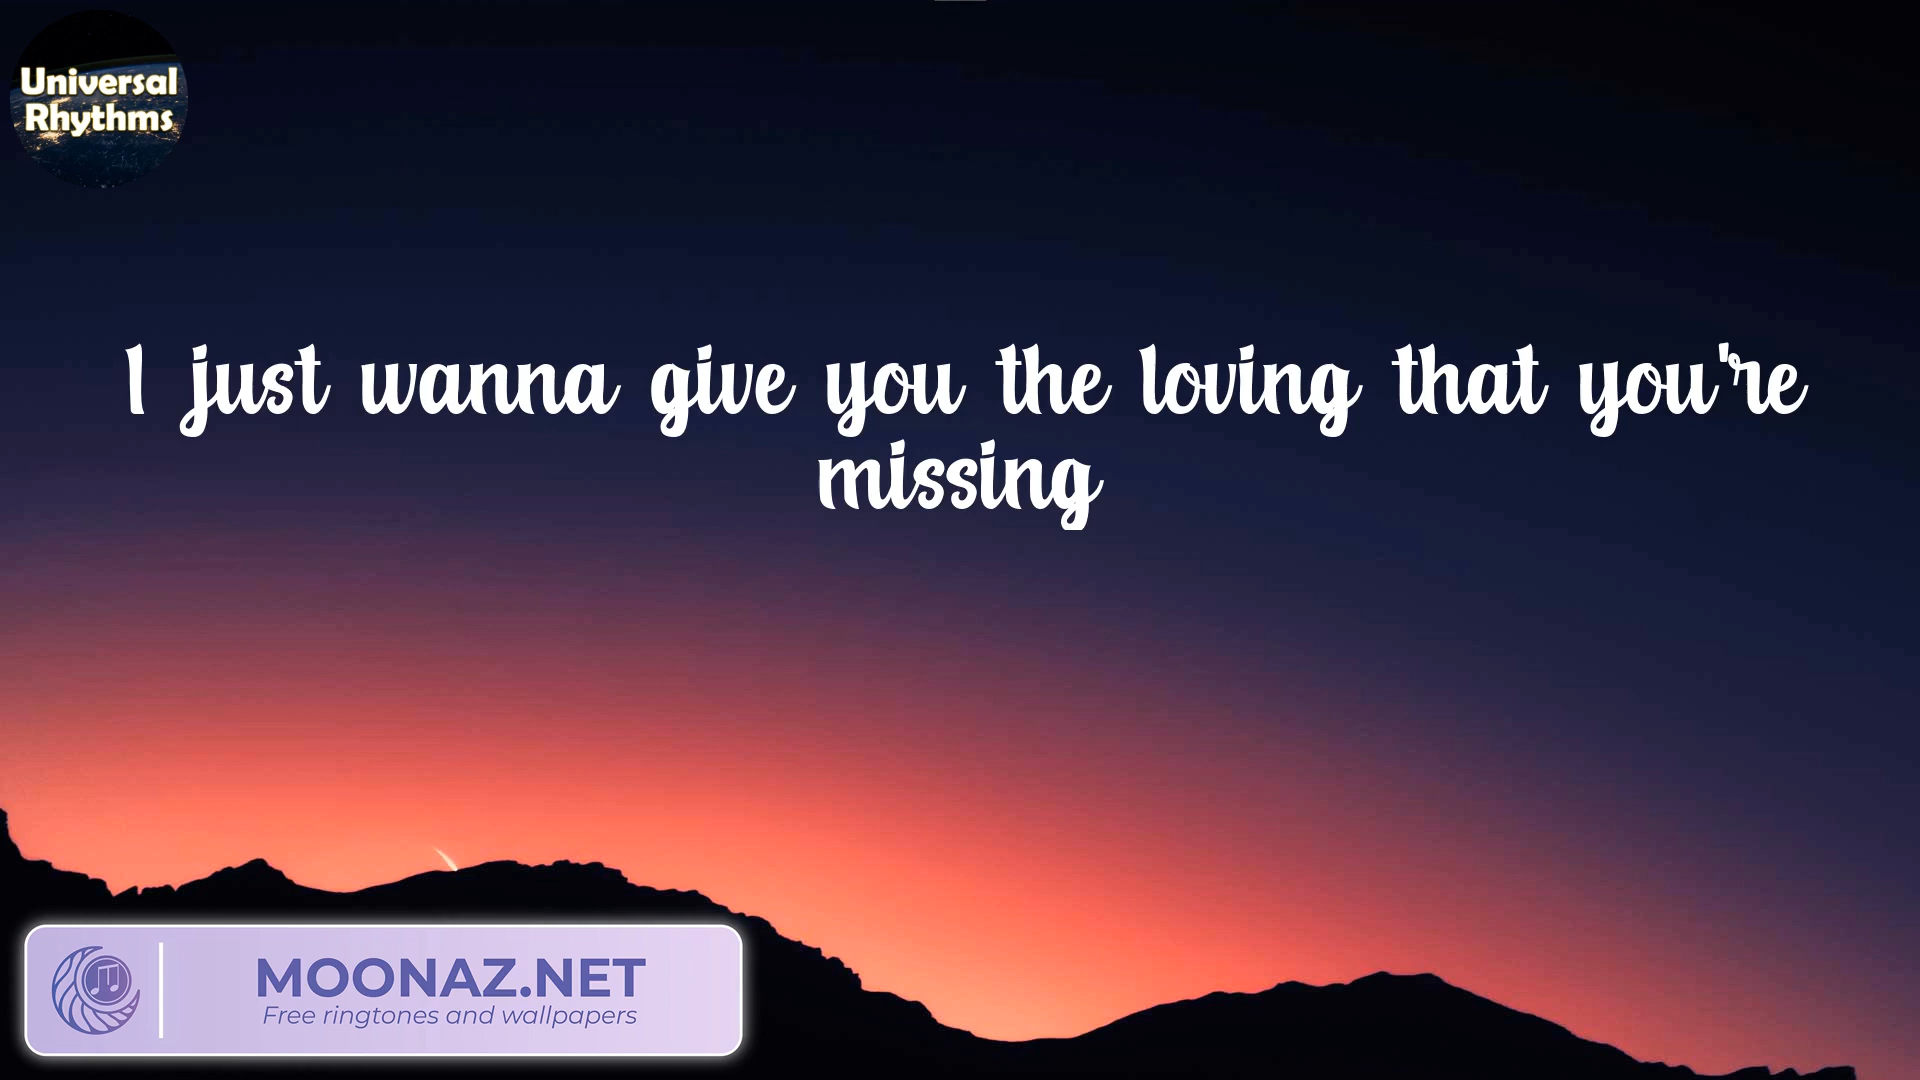 Universal
Rhythms
I just wanna give you the loving that you're
missing
MOONAZ.NET
Free ringtones and wallpapers